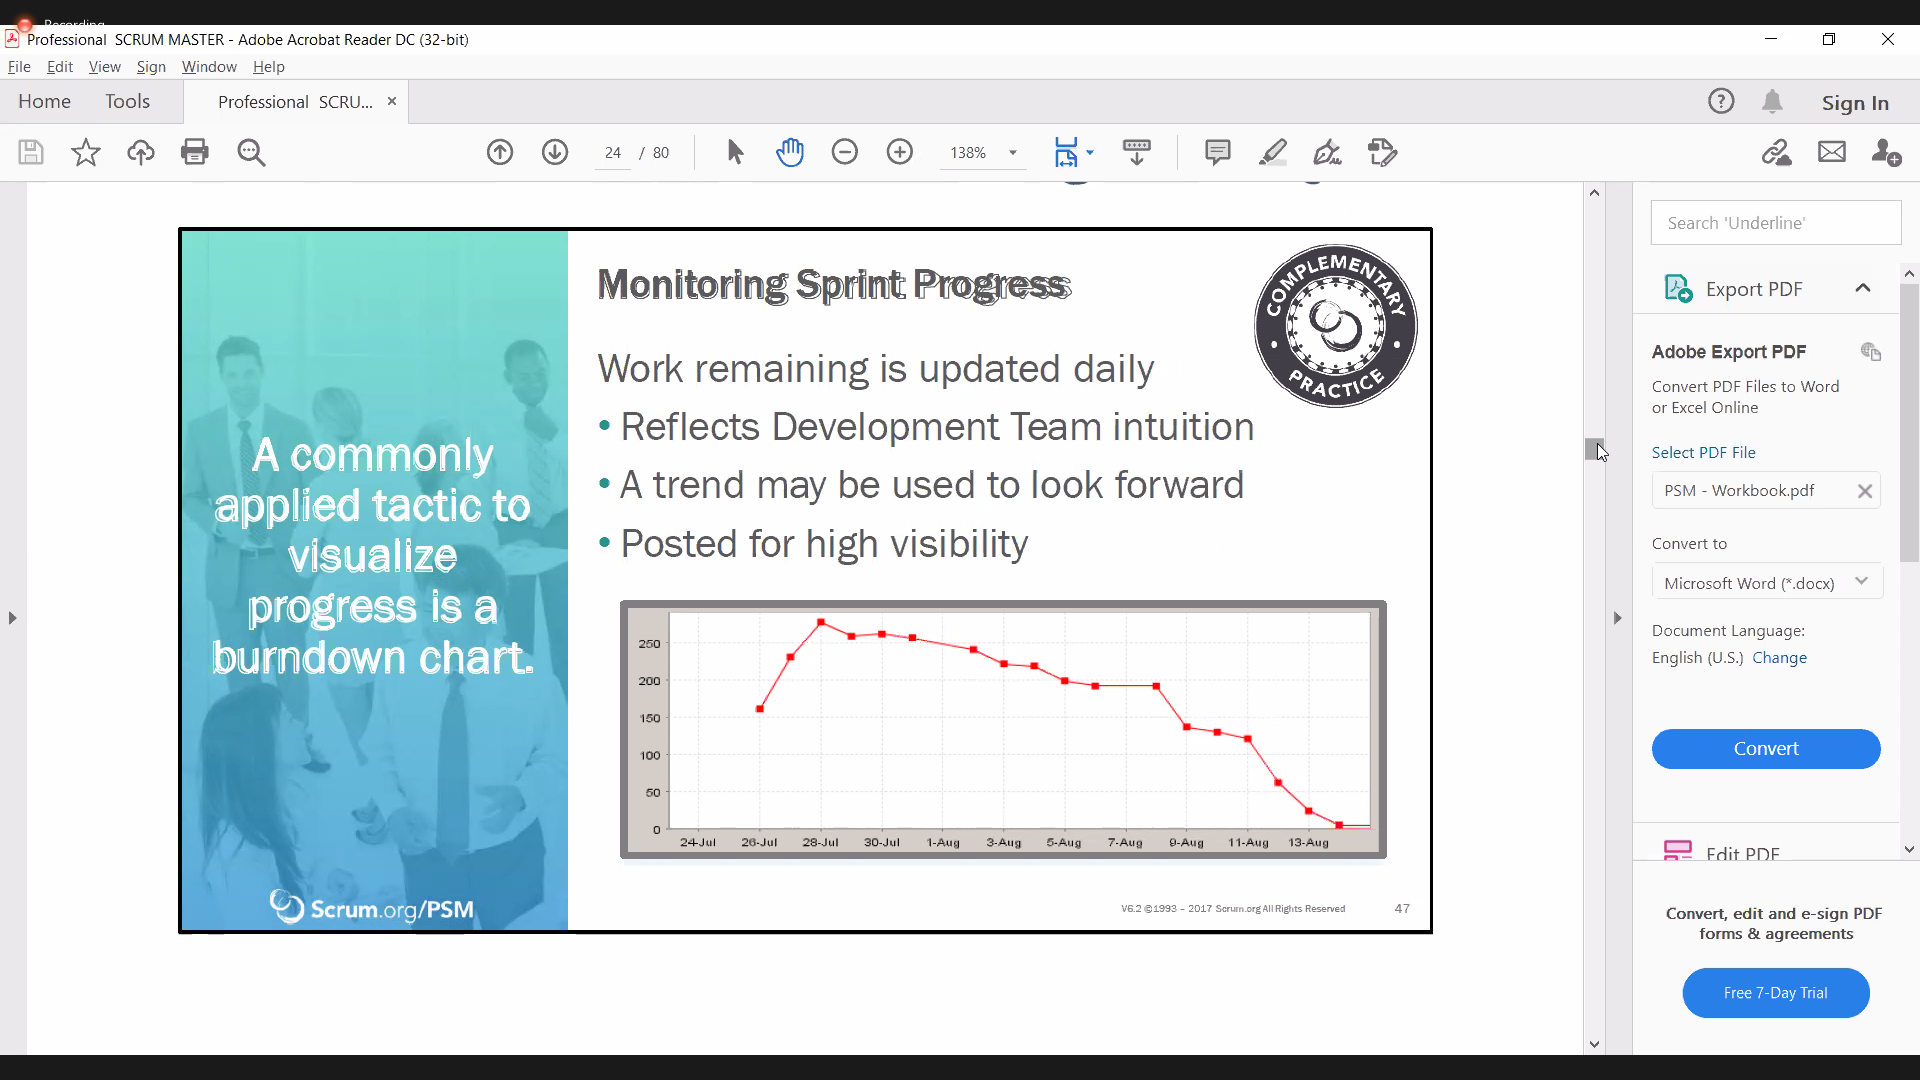 Recording
Professional SCRUM MASTER - Adobe Acrobat Reader DC (32-bit)
File Edit View Sign Window Help
Home Tools Professional SCRU... × Sign In
24 / 80 138%
Search 'Underline'
Export PDF
Adobe Export PDF
Convert PDF Files to Word
or Excel Online
Select PDF File
PSM - Workbook.pdf
Convert to
Microsoft Word (*.docx)
Document Language:
English (U.S.) Change
Convert
Edit PDF
Convert, edit and e-sign PDF
forms & agreements
Free 7-Day Trial
A commonly
applied tactic to
visualize
progress is a
burndown chart.
Scrum.org/PSM
Monitoring Sprint Progress
COMPLEMENTARY
PRACTICE
Work remaining is updated daily
• Reflects Development Team intuition
• A trend may be used to look forward
• Posted for high visibility
250
200
150
100
50
0
24-Jul 26-Jul 28-Jul 30-Jul 1-Aug 3-Aug 5-Aug 7-Aug 9-Aug 11-Aug 13-Aug
V6.2 ©1993 – 2017 Scrum.org All Rights Reserved 47